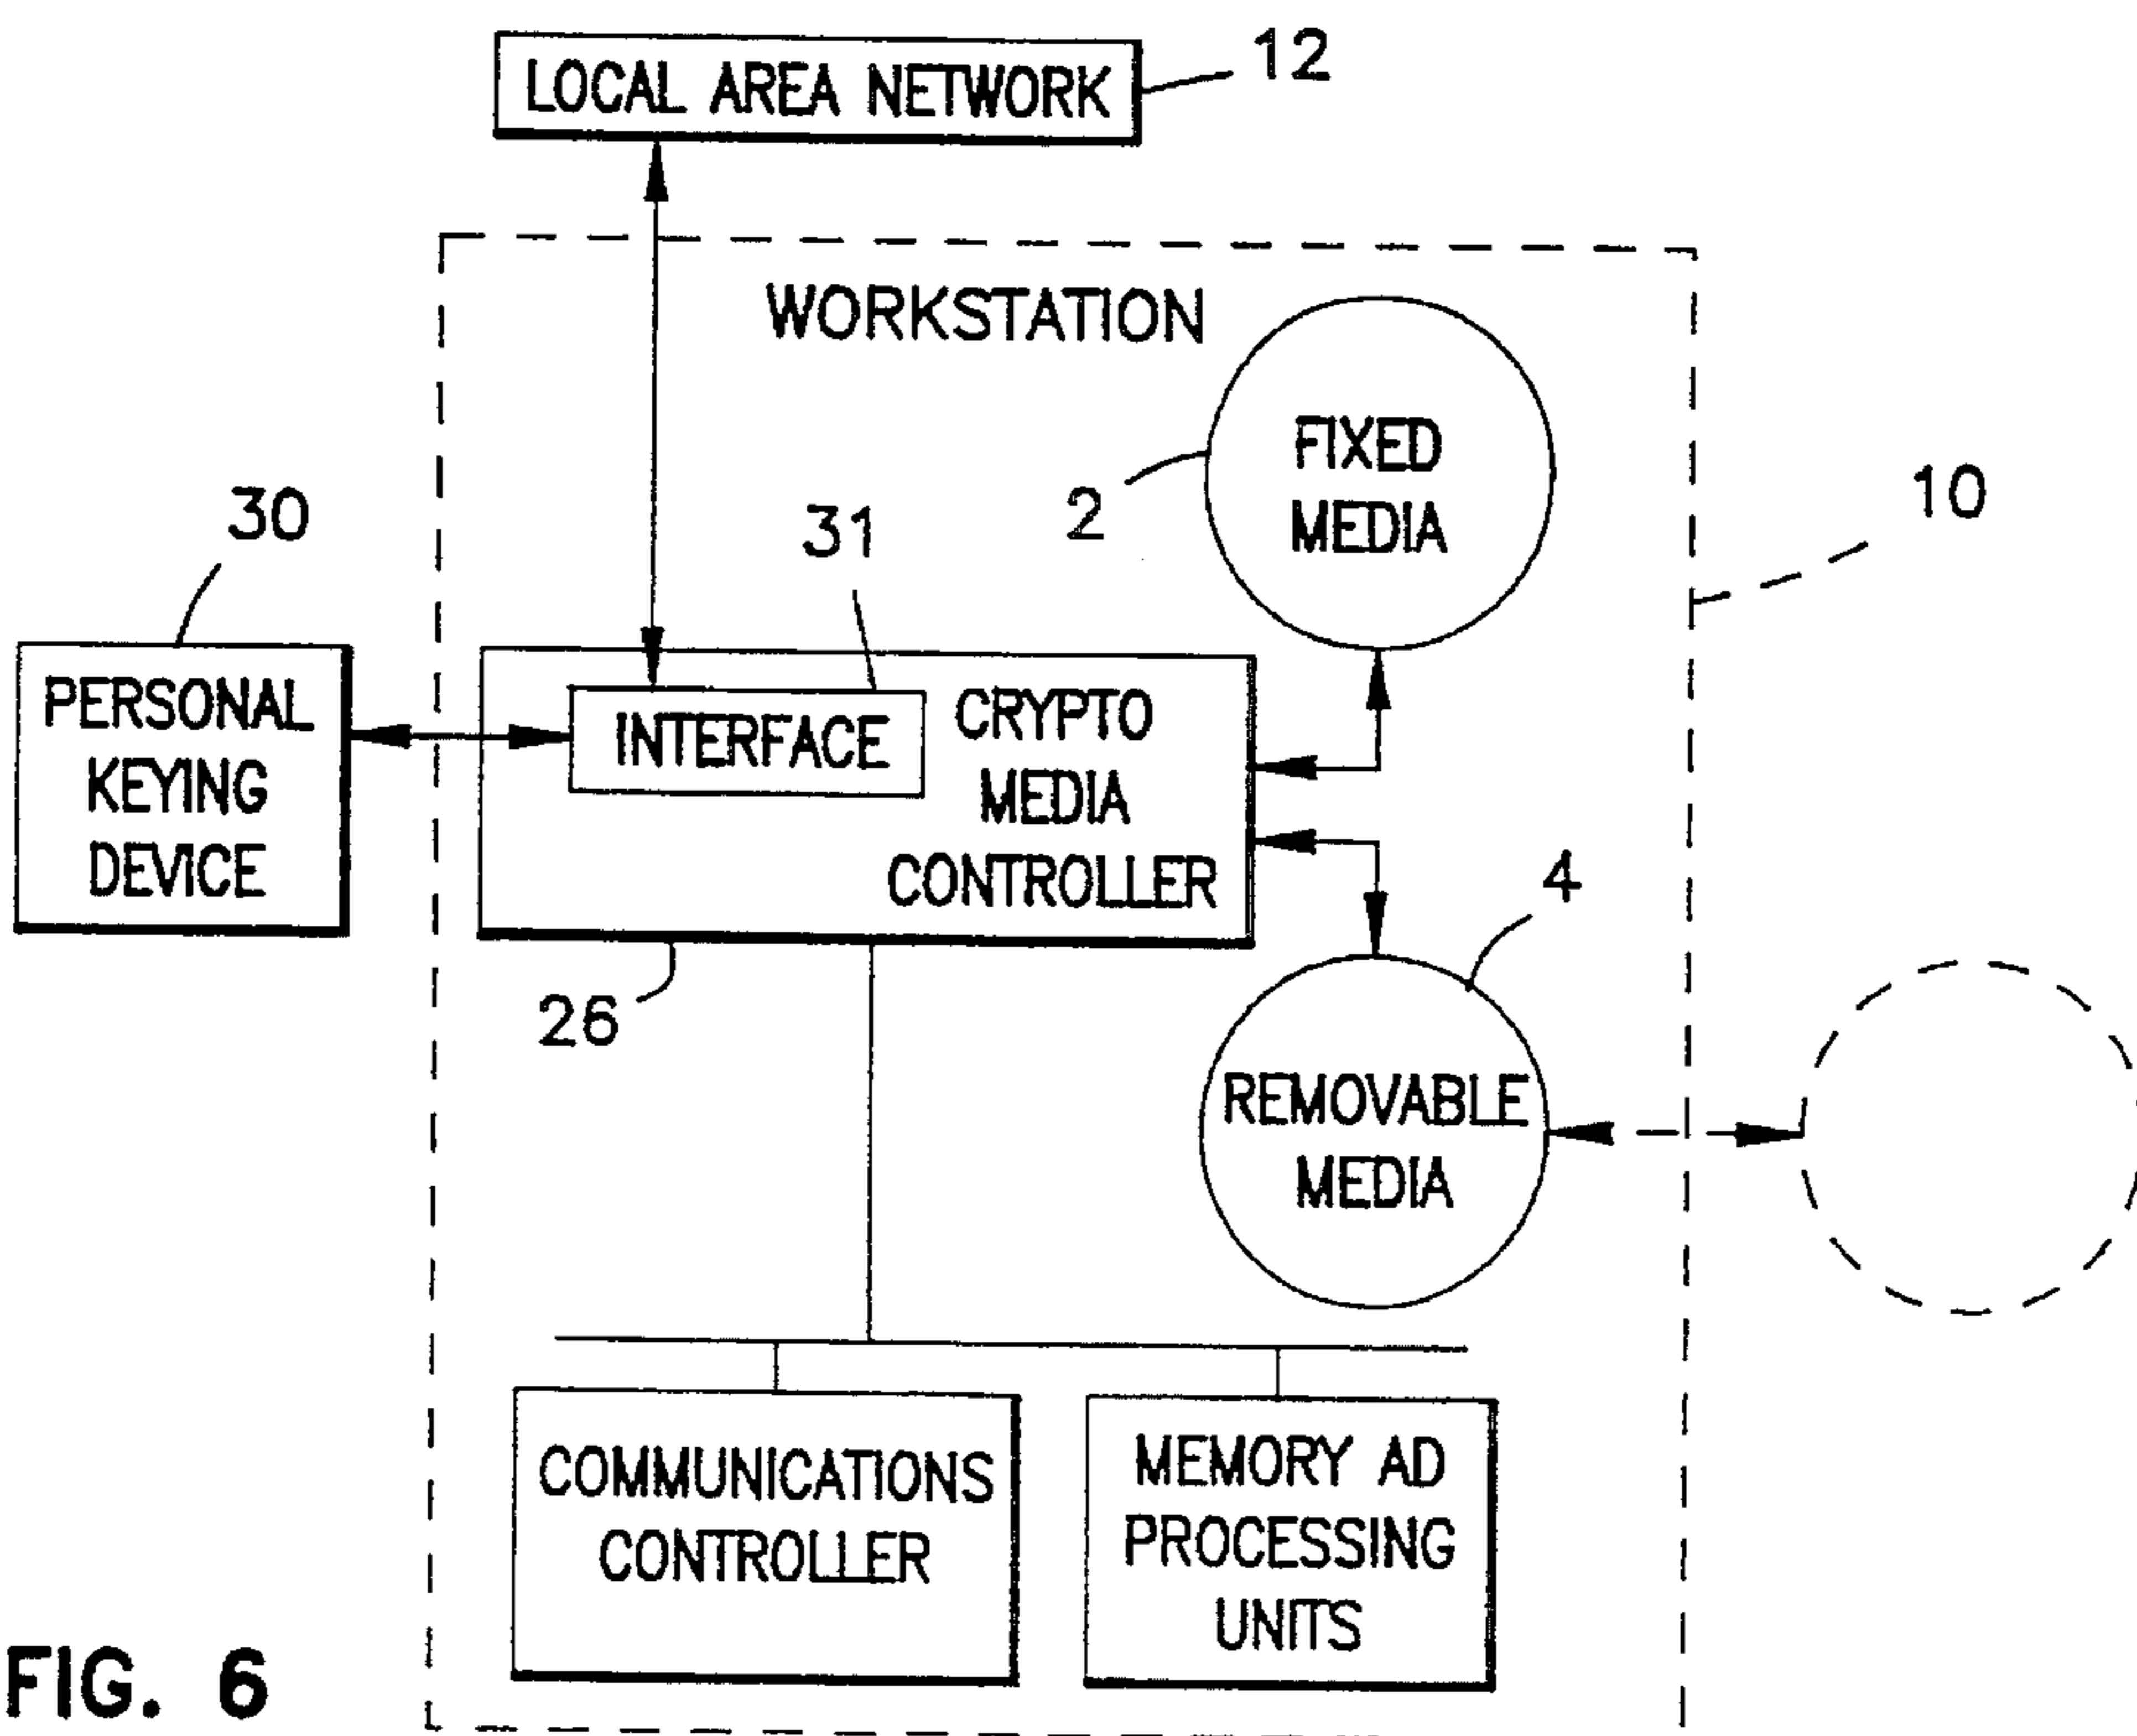 LOCAL AREA NETWORK
12
WORKSTATION
FIXED
MEDIA
2
10
30
31
PERSONAL
KEYING
DEVICE
INTERFACE
CRYPTO
MEDIA
CONTROLLER
4
26
REMOVABLE
MEDIA
COMMUNICATIONS
CONTROLLER
MEMORY AD
PROCESSING
UNITS
FIG. 6